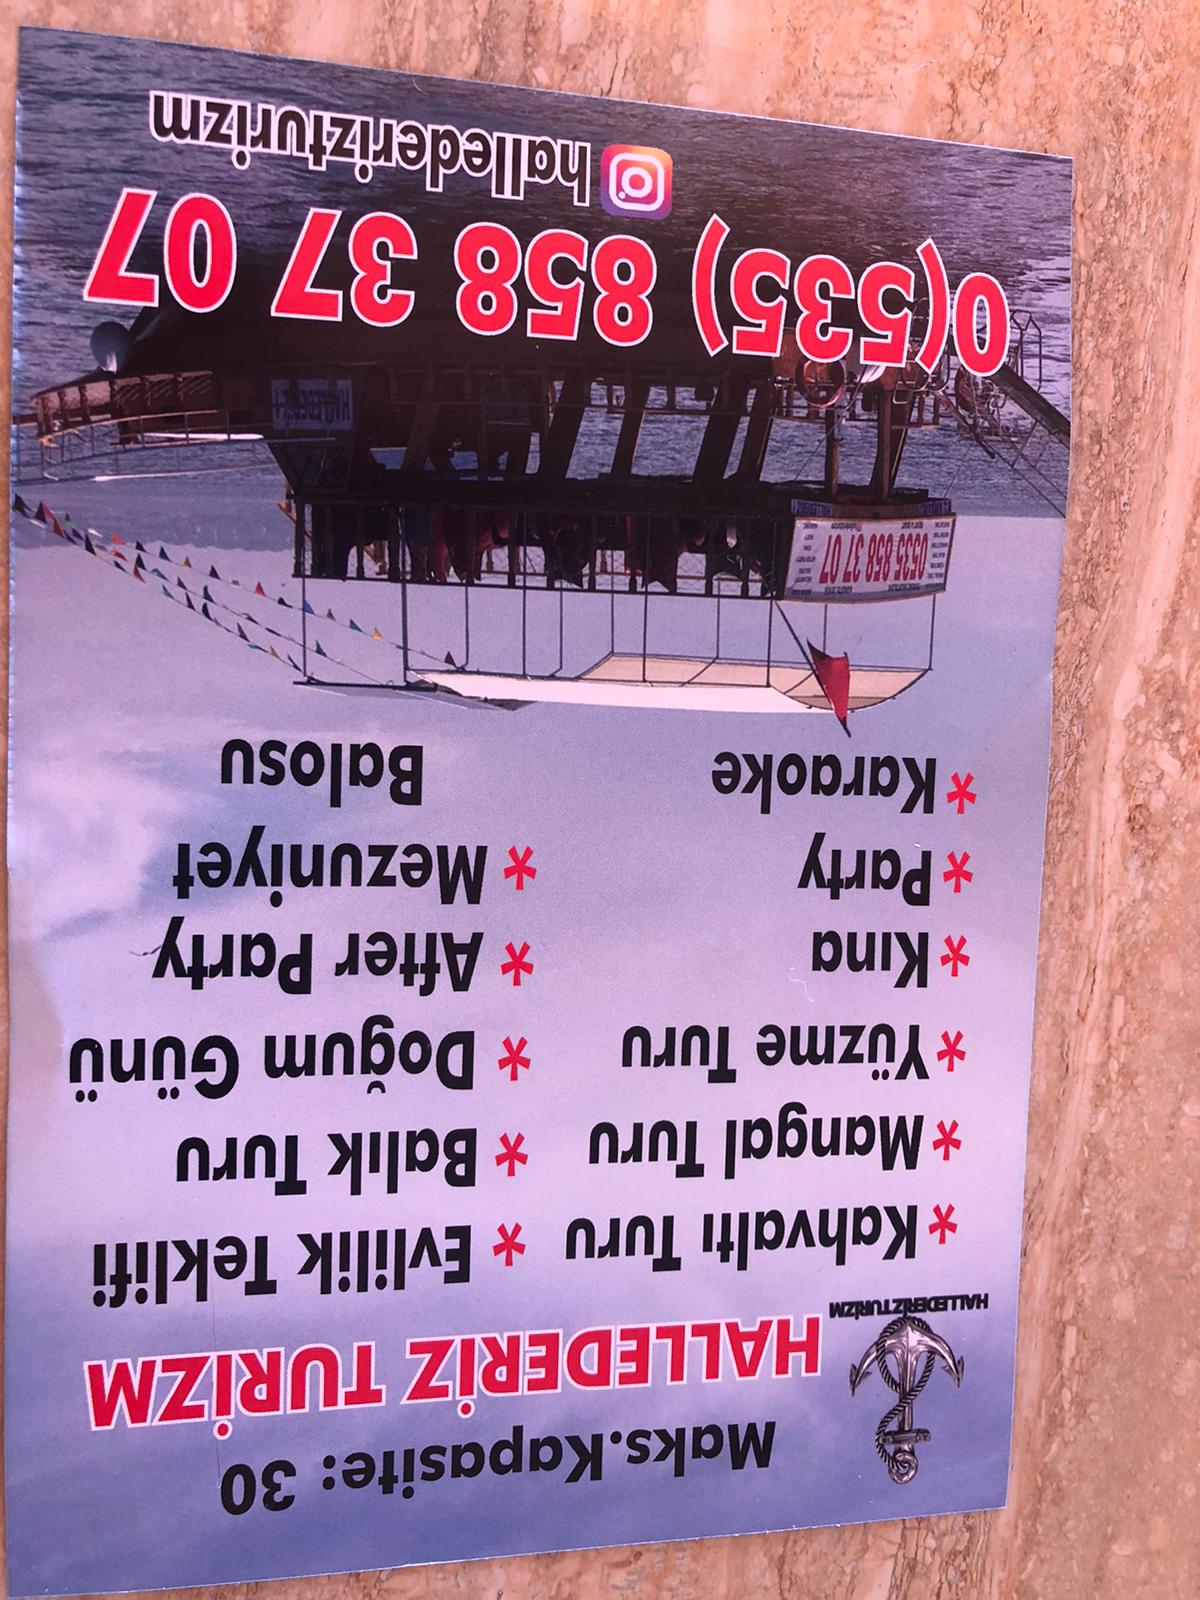 Maks.Kapasite: 30
HALLEDERİZ TURİZM
HALLEDERİZ TURİZM
* Kahvaltı Turu
* Mangal Turu
* Yüzme Turu
* Kına
* Party
* Karaoke
* Evlilik Teklifi
* Balık Turu
* Doğum Günü
* After Party
* Mezuniyet
Balosu
0535 858 37 07
0(535) 858 37 07
hallederizturizm